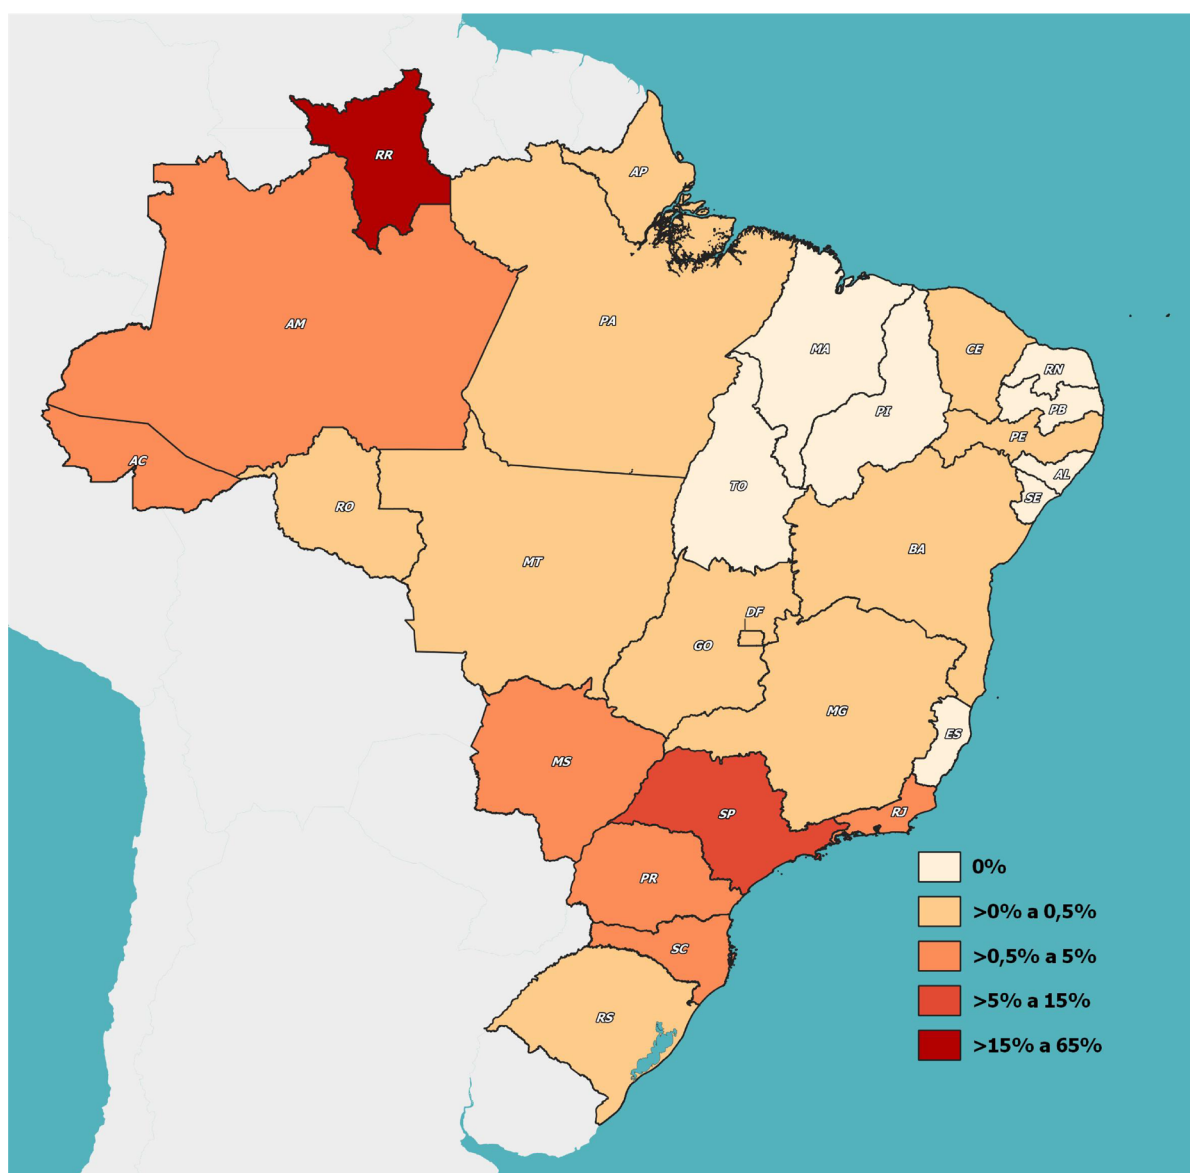 RR
AP
AM
PA
MA
CE
RN
PB
PI
PE
AC
AL
TO
SE
RO
BA
MT
DF
GO
MG
ES
MS
SP
RJ
PR
SC
RS
0%
>0% a 0,5%
>0,5% a 5%
>5% a 15%
>15% a 65%